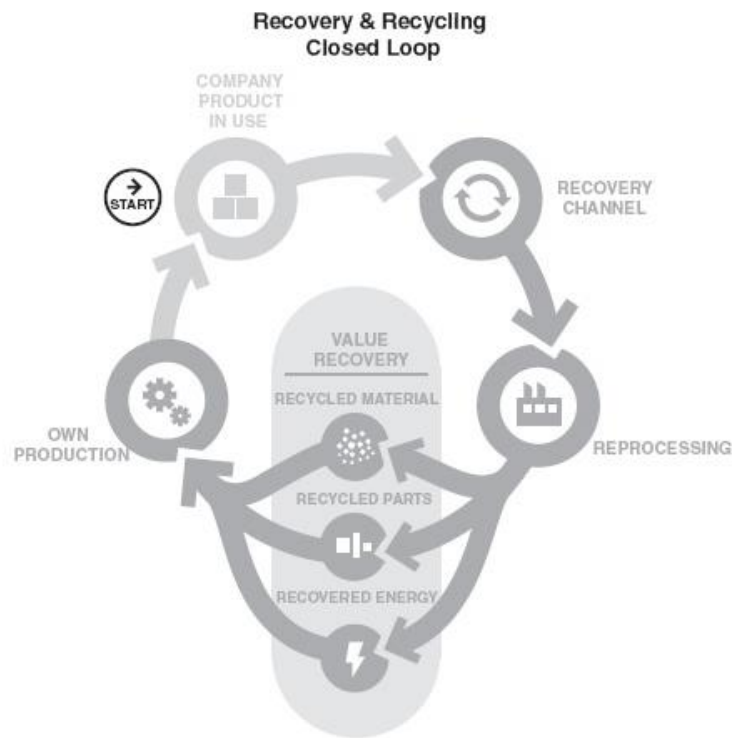 Recovery & Recycling
Closed Loop
COMPANY
PRODUCT
IN USE
START
RECOVERY
CHANNEL
VALUE
RECOVERY
RECYCLED MATERIAL
OWN
PRODUCTION
REPROCESSING
RECYCLED PARTS
RECOVERED ENERGY